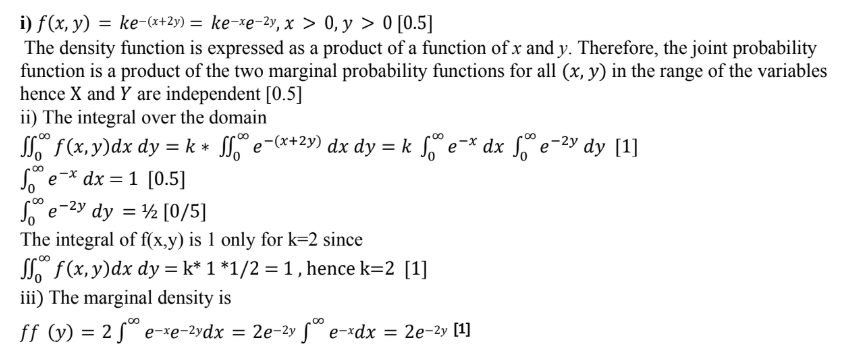 i) f(x, y) = ke−(x+2y) = ke−xe−2y, x > 0, y > 0 [0.5]
The density function is expressed as a product of a function of x and y. Therefore, the joint probability
function is a product of the two marginal probability functions for all (x, y) in the range of the variables
hence X and Y are independent [0.5]
ii) The integral over the domain
∬₀^∞ f(x, y)dx dy = k * ∬₀^∞ e^−(x+2y) dx dy = k ∫₀^∞ e^−x dx ∫₀^∞ e^−2y dy [1]
∫₀^∞ e^−x dx = 1 [0.5]
∫₀^∞ e^−2y dy = ½ [0/5]
The integral of f(x,y) is 1 only for k=2 since
∬₀^∞ f(x, y)dx dy = k* 1 *1/2 = 1 , hence k=2 [1]
iii) The marginal density is
ff (y) = 2 ∫^∞ e−xe−2ydx = 2e−2y ∫^∞ e−xdx = 2e−2y [1]